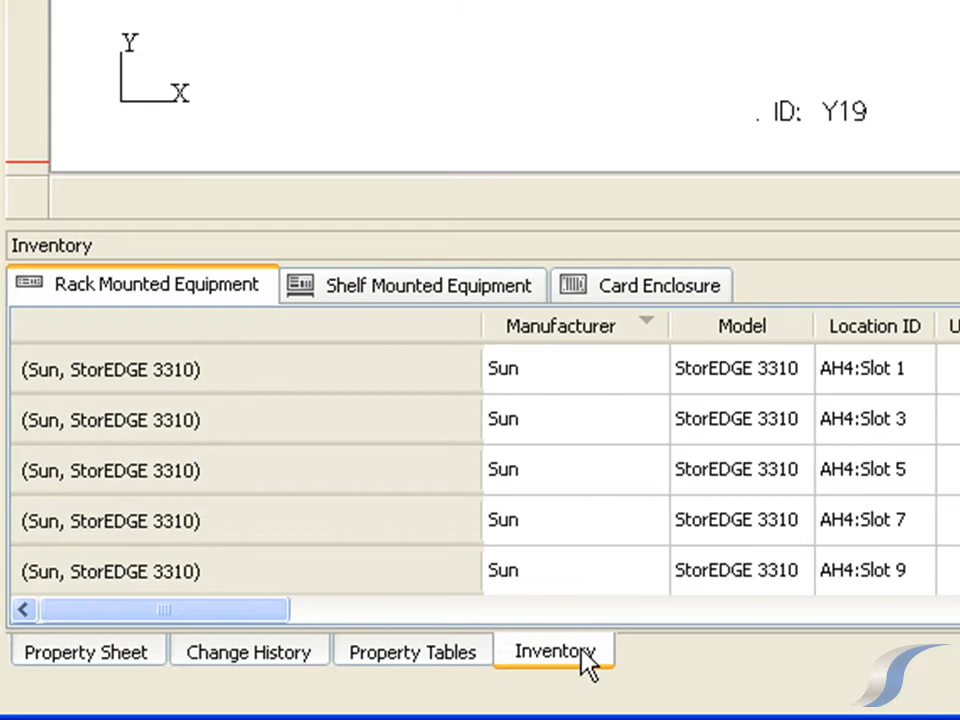 Y
X
. ID: Y19
Inventory
Rack Mounted Equipment Shelf Mounted Equipment Card Enclosure
Manufacturer Model Location ID U
(Sun, StorEDGE 3310) Sun StorEDGE 3310 AH4:Slot 1
(Sun, StorEDGE 3310) Sun StorEDGE 3310 AH4:Slot 3
(Sun, StorEDGE 3310) Sun StorEDGE 3310 AH4:Slot 5
(Sun, StorEDGE 3310) Sun StorEDGE 3310 AH4:Slot 7
(Sun, StorEDGE 3310) Sun StorEDGE 3310 AH4:Slot 9
Property Sheet Change History Property Tables Inventory